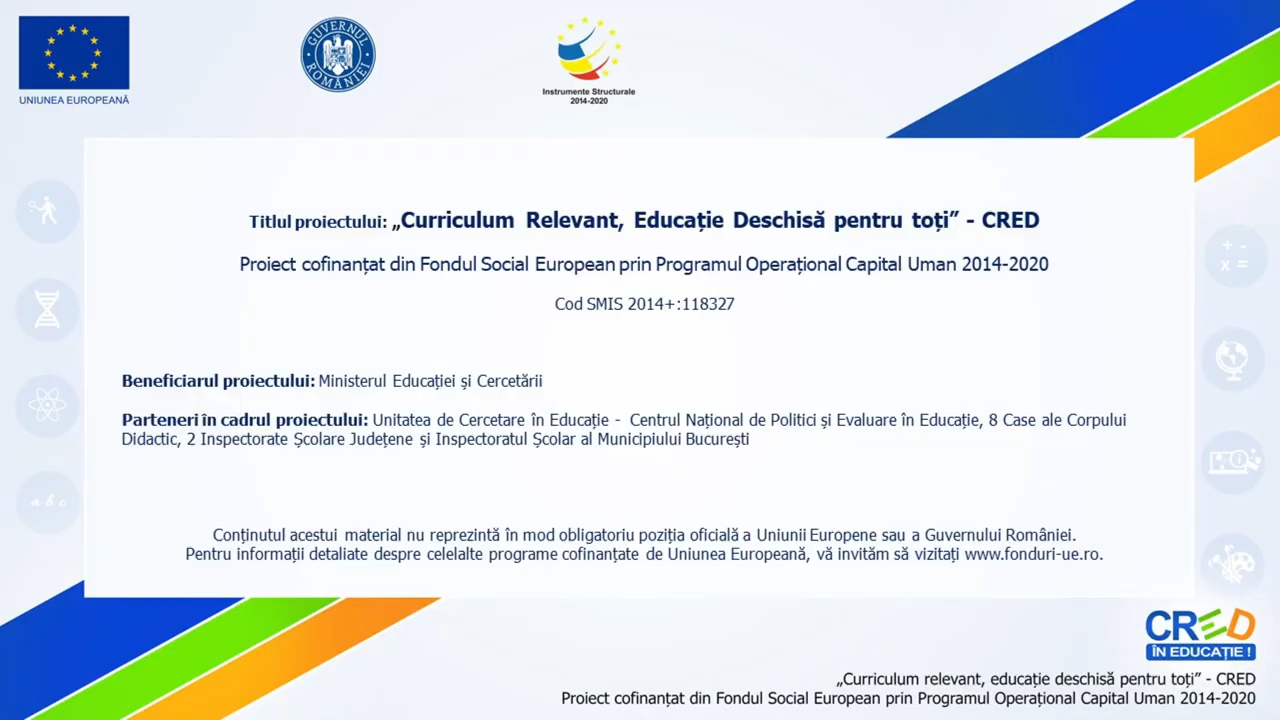 UNIUNEA EUROPEANĂ
GUVERNUL ROMÂNIEI
Instrumente Structurale
2014-2020
Titlul proiectului: „Curriculum Relevant, Educație Deschisă pentru toți” - CRED
Proiect cofinanțat din Fondul Social European prin Programul Operațional Capital Uman 2014-2020
Cod SMIS 2014+:118327
Beneficiarul proiectului: Ministerul Educației și Cercetării
Parteneri în cadrul proiectului: Unitatea de Cercetare în Educație - Centrul Național de Politici și Evaluare în Educație, 8 Case ale Corpului
Didactic, 2 Inspectorate Școlare Județene și Inspectoratul Școlar al Municipiului București
Conținutul acestui material nu reprezintă în mod obligatoriu poziția oficială a Uniunii Europene sau a Guvernului României.
Pentru informații detaliate despre celelalte programe cofinanțate de Uniunea Europeană, vă invităm să vizitați www.fonduri-ue.ro.
+ -
x =
a b c
CRED
ÎN EDUCAȚIE !
„Curriculum relevant, educație deschisă pentru toți” - CRED
Proiect cofinanțat din Fondul Social European prin Programul Operațional Capital Uman 2014-2020